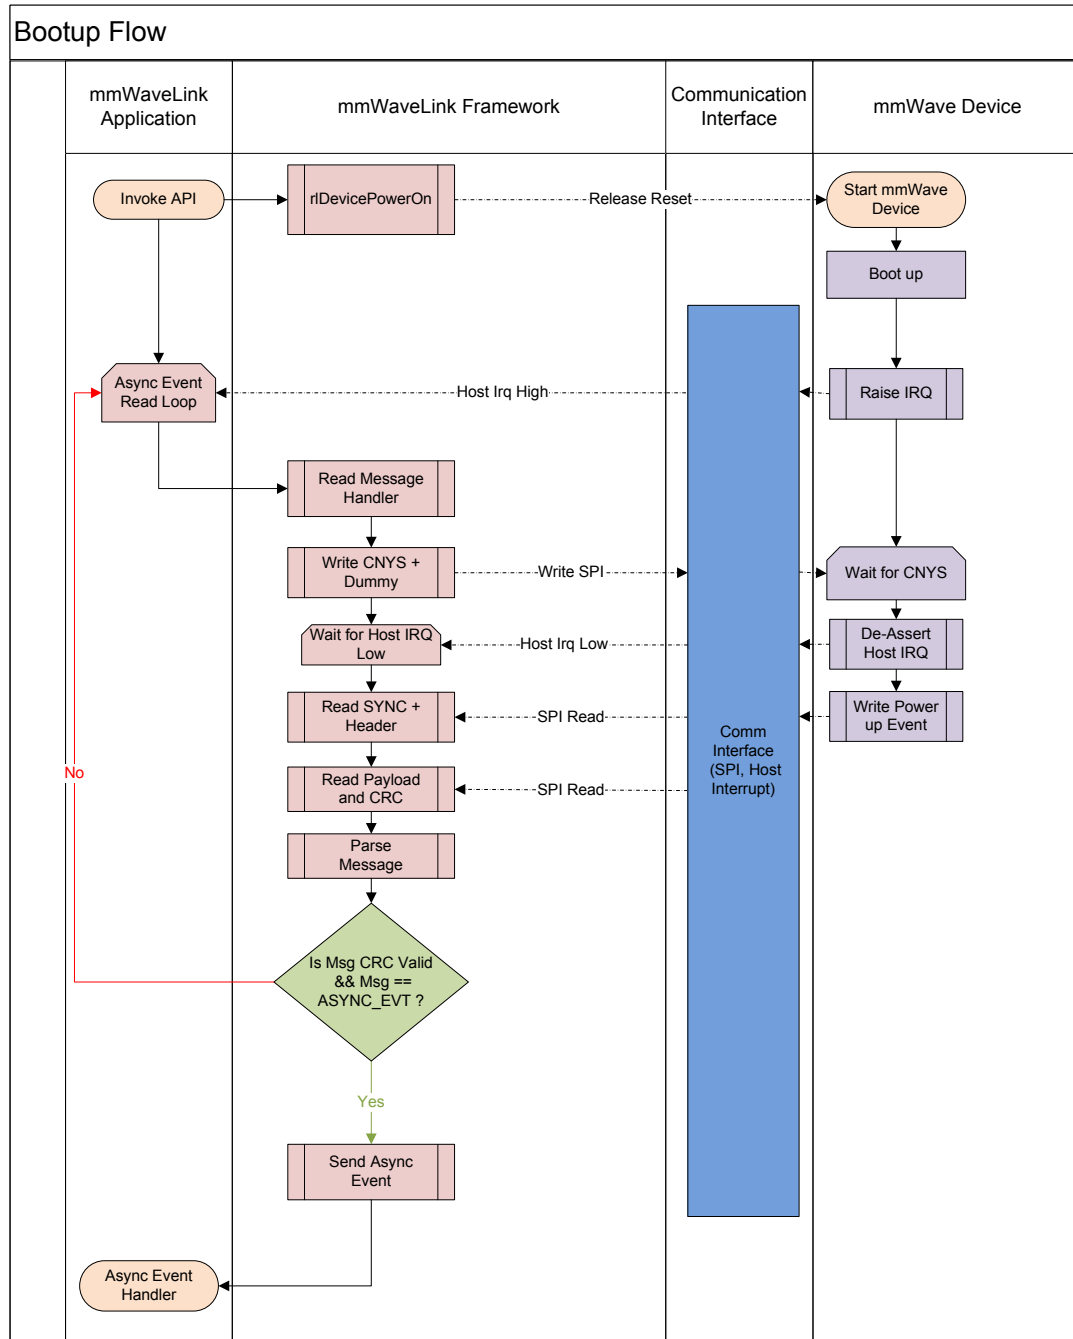 Bootup Flow
mmWaveLink
Application
mmWaveLink Framework
Communication
Interface
mmWave Device
Invoke API
rlDevicePowerOn
Release Reset
Start mmWave
Device
Boot up
Async Event
Read Loop
Host Irq High
Raise IRQ
Read Message
Handler
Write CNYS +
Dummy
Write SPI
Wait for CNYS
Wait for Host IRQ
Low
Host Irq Low
De-Assert
Host IRQ
Read SYNC +
Header
SPI Read
Write Power
up Event
Comm
Interface
(SPI, Host
Interrupt)
No
Read Payload
and CRC
SPI Read
Parse
Message
Is Msg CRC Valid
&& Msg ==
ASYNC_EVT ?
Yes
Send Async
Event
Async Event
Handler